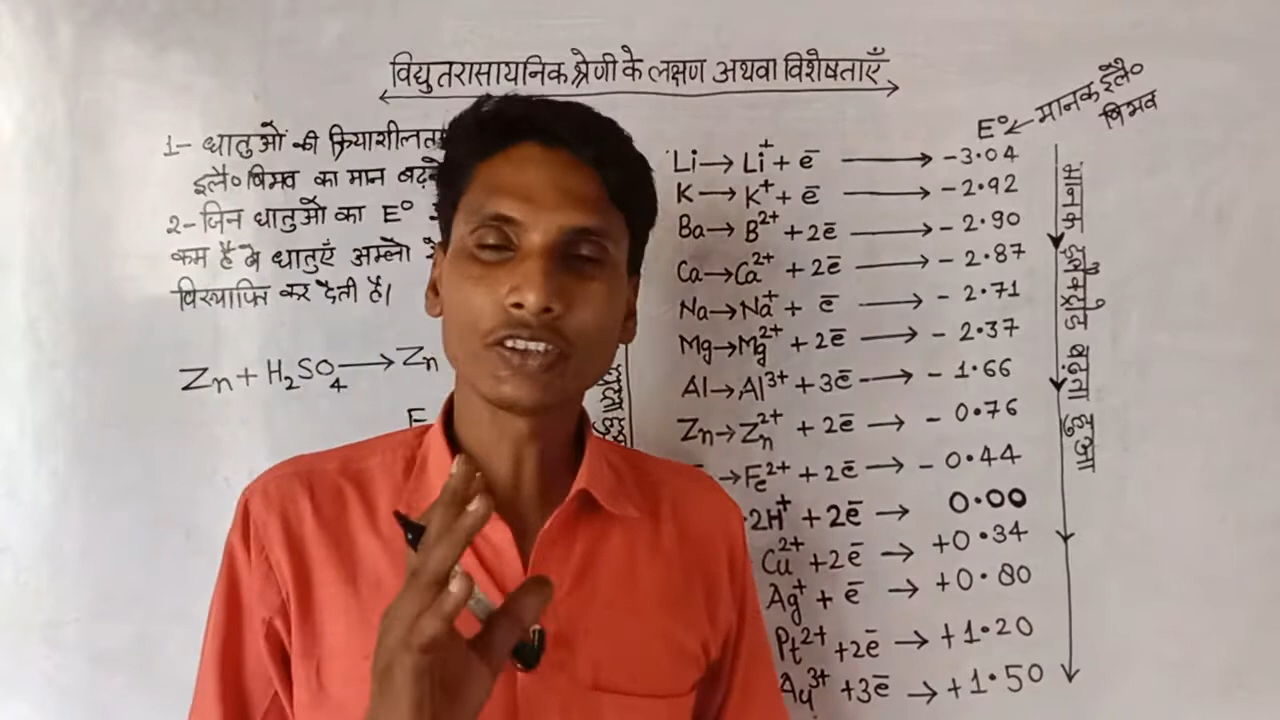 विद्युतरासायनिक श्रेणी के लक्षण अथवा विशेषताएँ
1- धातुओं की क्रियाशीलता
इलै० विभव का मान बढ़ने
2- जिन धातुओ का E°
कम है वे धातुएँ अम्लो से
विस्थापित कर देती है।
Zn + H₂SO₄ ⟶ Zn
F
E° ← मानक इलै०
विभव
Li → Li⁺ + e̅ ⟶ -3.04
K → K⁺ + e̅ ⟶ -2.92
Ba → B²⁺ + 2e̅ ⟶ -2.90
Ca → Ca²⁺ + 2e̅ ⟶ -2.87
Na → Na⁺ + e̅ ⟶ -2.71
Mg → Mg²⁺ + 2e̅ ⟶ -2.37
Al → Al³⁺ + 3e̅ ⟶ -1.66
Zn → Zn²⁺ + 2e̅ → -0.76
→ Fe²⁺ + 2e̅ → -0.44
2H⁺ + 2e̅ → 0.00
Cu²⁺ + 2e̅ → +0.34
Ag⁺ + e̅ → +0.80
Pt²⁺ + 2e̅ → +1.20
Au³⁺ + 3e̅ → +1.50
मानक इलैक्ट्रोड बढ़ता हुआ